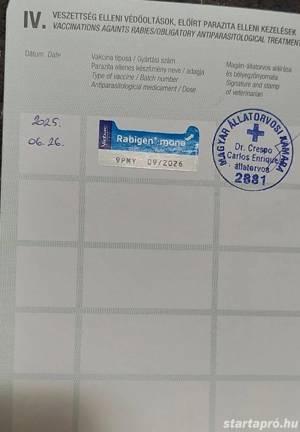 IV. VESZETTSÉG ELLENI VÉDŐOLTÁSOK, ELŐÍRT PARAZITA ELLENI KEZELÉSEK
VACCINATIONS AGAINTS RABIES/OBLIGATORY ANTIPARASITOLOGICAL TREATMENT
Dátum: Date
Vakcina típusa / Gyártási szám
Parazita ellenes készítmény neve / adagja
Type of vaccine / Batch number
Antiparasitological medicament / Dose
Magán-állatorvos aláírása
és bélyegzőnyomata
Signature and stamp
of veterinarian
2025.
06.26.
Virbac
Rabigen® mono
9PMY 09/2026
MAGYAR ÁLLATORVOSI KAMARA
Dr. Crespo
Carlos Enrique
állatorvos
2881
startapró.hu